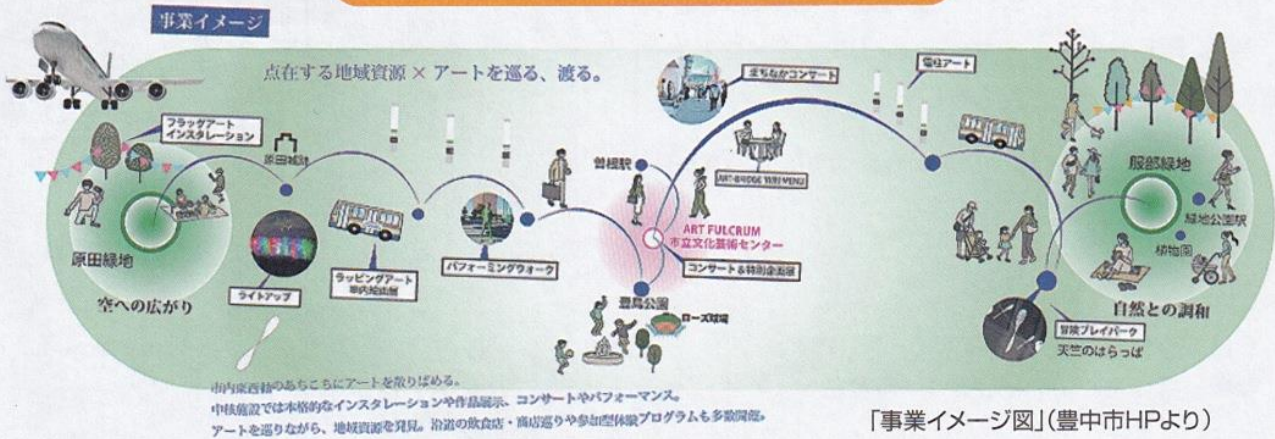 事業イメージ
点在する地域資源 × アートを巡る、渡る。
フラッグアート
インスタレーション
原田城跡
原田緑地
空への広がり
ライトアップ
ラッピングアート
車内絵画展
パフォーミングウォーク
曽根駅
まちなかコンサート
ART-BRIDGE MENU
ART FULCRUM
市立文化芸術センター
コンサート&特別企画展
豊島公園
ローズ球場
電柱アート
服部緑地
緑地公園駅
植物園
自然との調和
冒険プレイパーク
天竺のはらっぱ
市内東西軸のあちこちにアートを散りばめる。
中核施設では本格的なインスタレーションや作品展示、コンサートやパフォーマンス。
アートを巡りながら、地域資源を発見。沿道の飲食店・商店巡りや参加型体験プログラムも多数開催。
「事業イメージ図」(豊中市HPより)